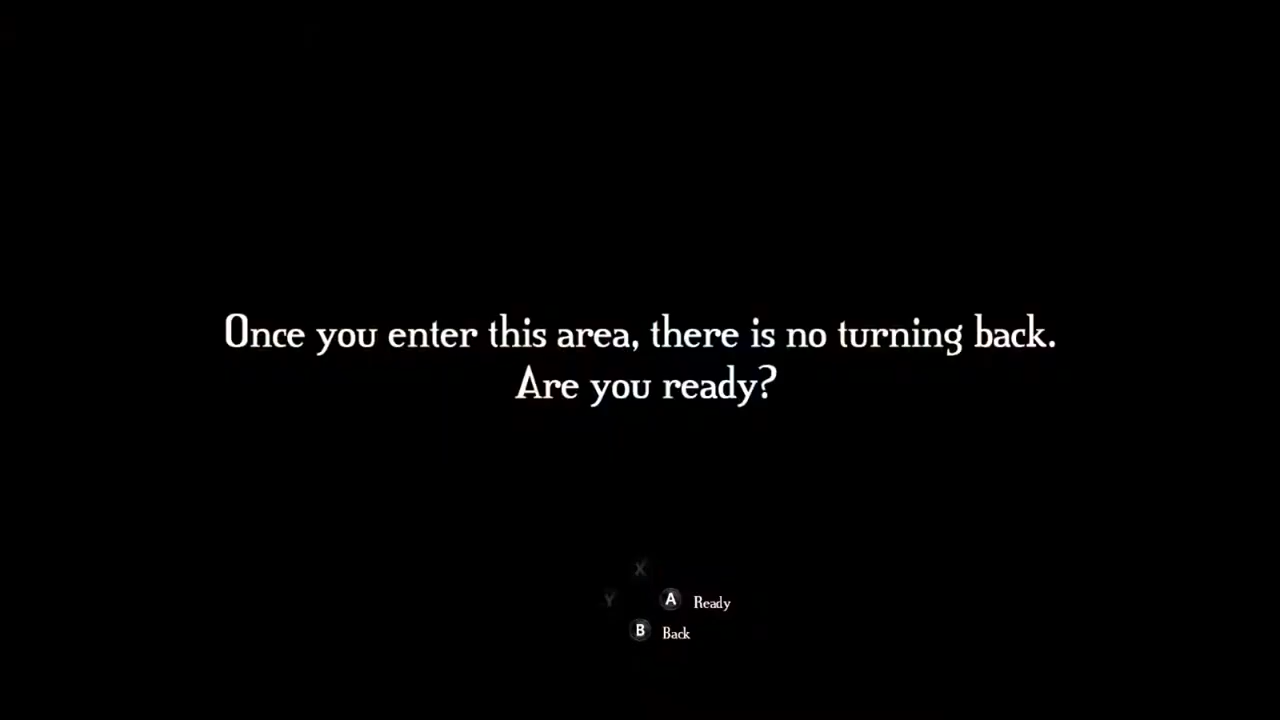 Once you enter this area, there is no turning back.
Are you ready?
X
Y A Ready
B Back